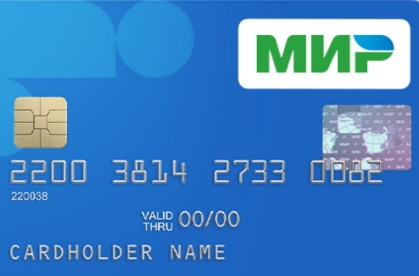 МИР
2200 3814 2733 0082
220038
VALID THRU 00/00
CARDHOLDER NAME